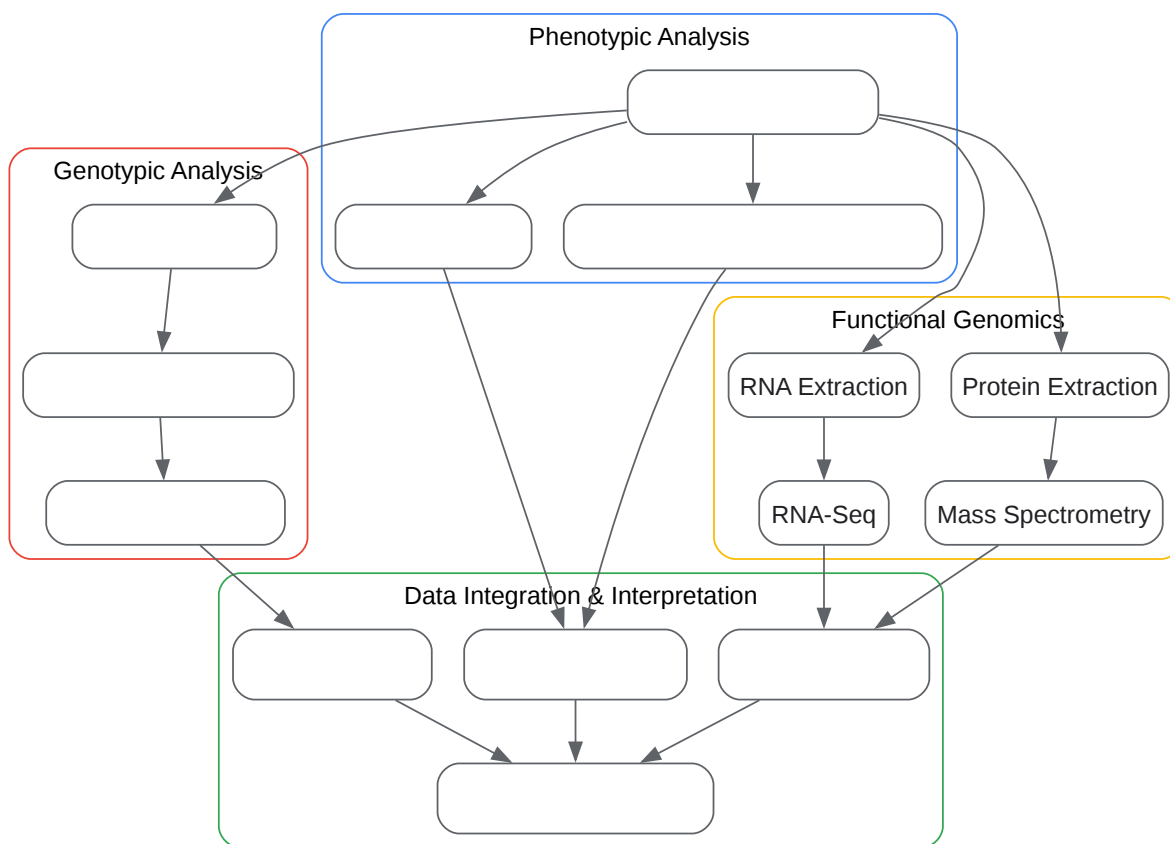 Phenotypic Analysis
Genotypic Analysis
Functional Genomics
RNA Extraction
Protein Extraction
RNA-Seq
Mass Spectrometry
Data Integration & Interpretation